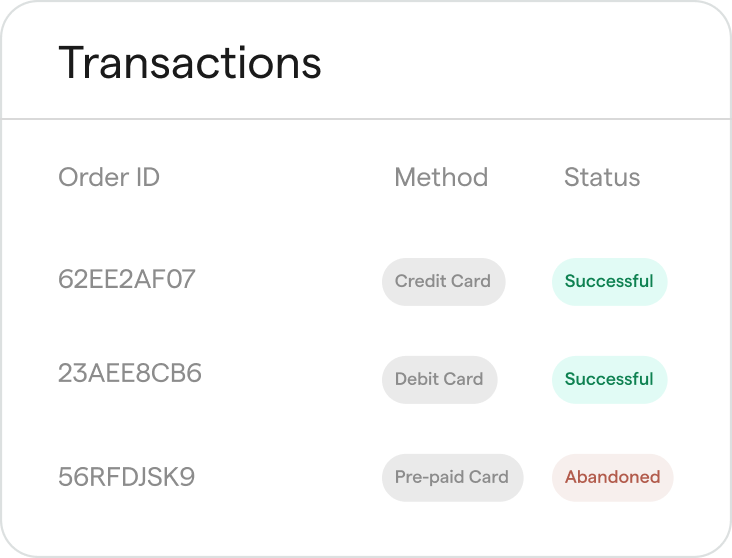 Transactions
Order ID Method Status
62EE2AF07 Credit Card Successful
23AEE8CB6 Debit Card Successful
56RFDJSK9 Pre-paid Card Abandoned